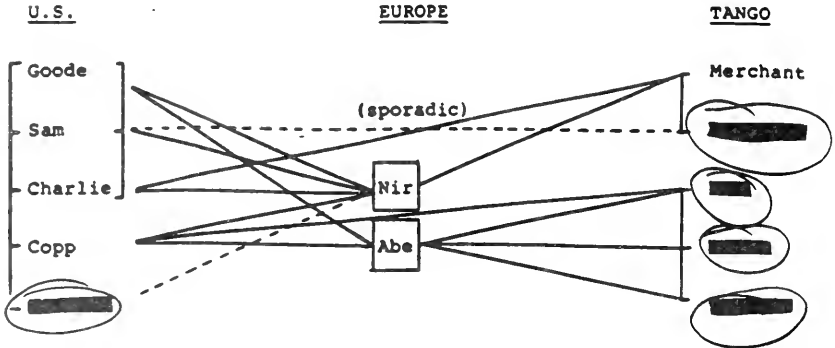 U.S. EUROPE TANGO
Goode Merchant
(sporadic)
Sam
Charlie Nir
Copp Abe